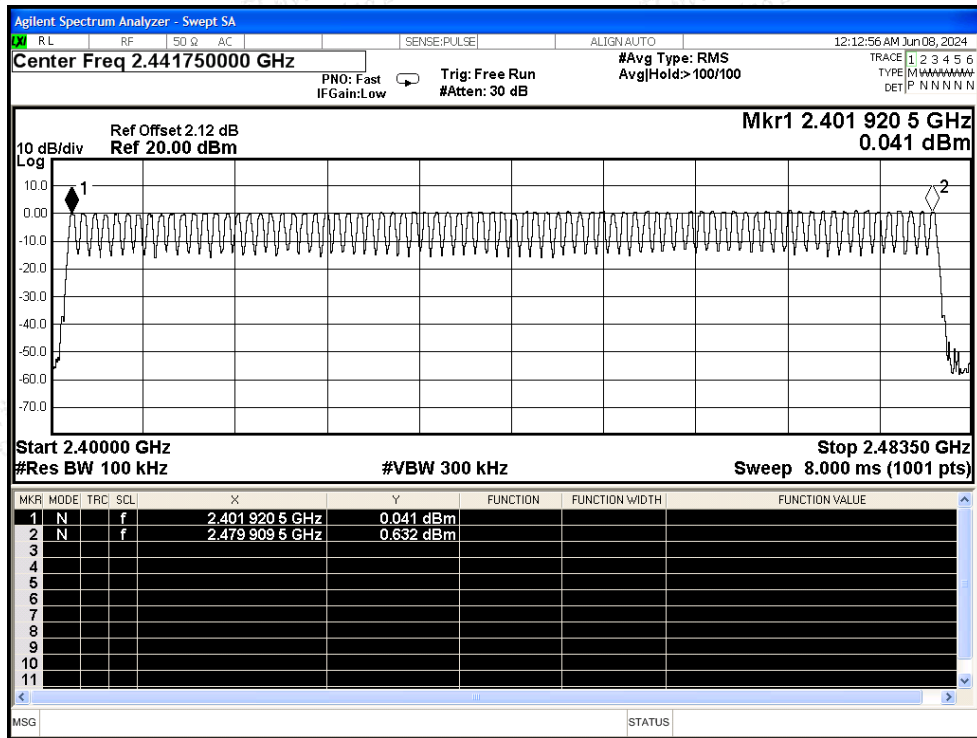 Agilent Spectrum Analyzer - Swept SA
LXI RL RF 50 Ω AC SENSE:PULSE ALIGN AUTO 12:12:56 AM Jun 08, 2024
Center Freq 2.441750000 GHz
PNO: Fast
IFGain:Low
Trig: Free Run
#Atten: 30 dB
#Avg Type: RMS
Avg|Hold:>100/100
TRACE 1 2 3 4 5 6
TYPE M WWWWW
DET P N N N N N
Mkr1 2.401 920 5 GHz
0.041 dBm
Ref Offset 2.12 dB
10 dB/div Ref 20.00 dBm
Log
1
2
10.0
0.00
-10.0
-20.0
-30.0
-40.0
-50.0
-60.0
-70.0
Start 2.40000 GHz Stop 2.48350 GHz
#Res BW 100 kHz #VBW 300 kHz Sweep 8.000 ms (1001 pts)
MKR MODE TRC SCL X Y FUNCTION FUNCTION WIDTH FUNCTION VALUE
1 N f 2.401 920 5 GHz 0.041 dBm
2 N f 2.479 909 5 GHz 0.632 dBm
3
4
5
6
7
8
9
10
11
MSG STATUS